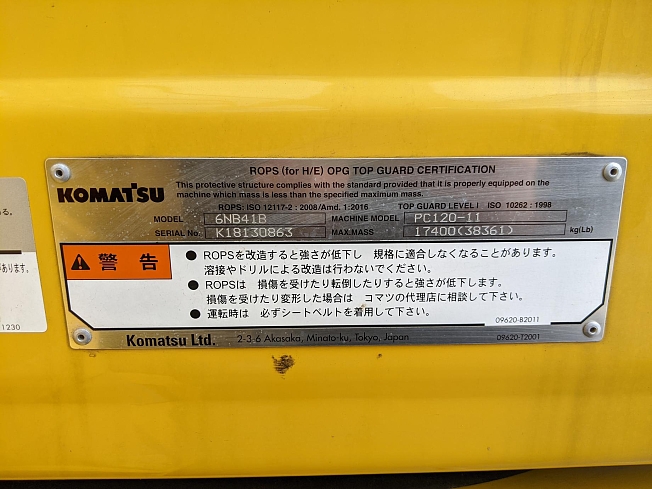 ROPS (for H/E) OPG TOP GUARD CERTIFICATION
KOMATSU
This protective structure complies with the standard provided that it is properly equipped on the
machine which mass is less than the specified maximum mass.
ROPS: ISO 12117-2 : 2008/Amd. 1:2016 TOP GUARD LEVEL I ISO 10262 : 1998
MODEL 6NB41B MACHINE MODEL PC120-11
SERIAL No. K18130863 MAX.MASS 17400(38361) kg(Lb)
警告
● ROPSを改造すると強さが低下し 規格に適合しなくなることがあります。
溶接やドリルによる改造は行わないでください。
● ROPSは 損傷を受けたり転倒したりすると強さが低下します。
損傷を受けたり変形した場合は コマツの代理店に相談して下さい。
● 運転時は 必ずシートベルトを着用して下さい。
09620-B2011
Komatsu Ltd. 2-3-6 Akasaka, Minato-ku, Tokyo, Japan 09620-T2001
る。
があります。
1230